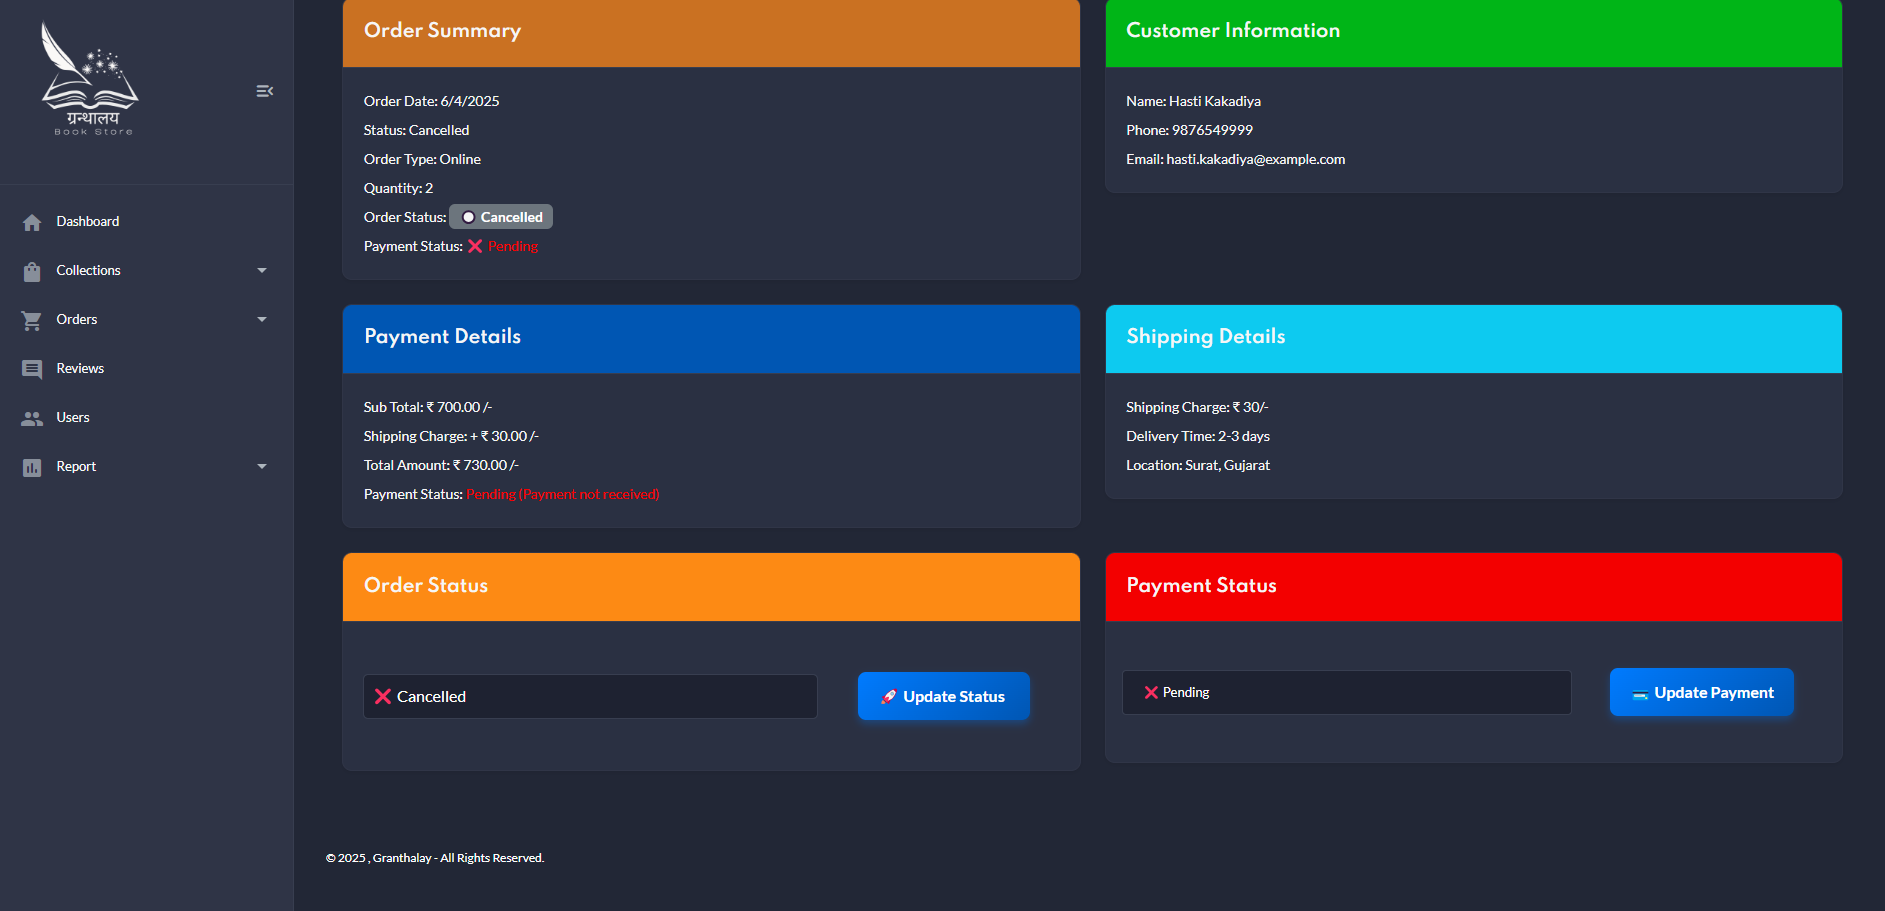 ग्रन्थालय
Book Store
Dashboard
Collections
Orders
Reviews
Users
Report
Order Summary
Order Date: 6/4/2025
Status: Cancelled
Order Type: Online
Quantity: 2
Order Status: Cancelled
Payment Status: ❌ Pending
Customer Information
Name: Hasti Kakadiya
Phone: 9876549999
Email: hasti.kakadiya@example.com
Payment Details
Sub Total: ₹ 700.00 /-
Shipping Charge: + ₹ 30.00 /-
Total Amount: ₹ 730.00 /-
Payment Status: Pending (Payment not received)
Shipping Details
Shipping Charge: ₹ 30/-
Delivery Time: 2-3 days
Location: Surat, Gujarat
Order Status
❌ Cancelled
🚀 Update Status
Payment Status
❌ Pending
💳 Update Payment
© 2025 , Granthalay - All Rights Reserved.